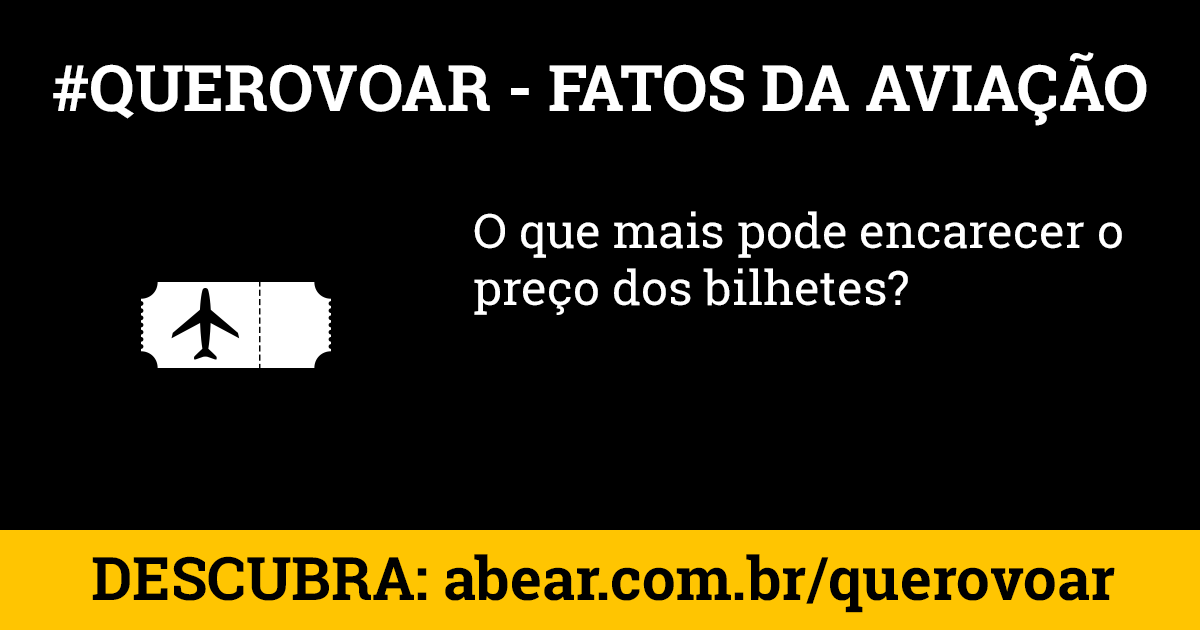 #QUEROVOAR - FATOS DA AVIAÇÃO
O que mais pode encarecer o
preço dos bilhetes?
DESCUBRA: abear.com.br/querovoar